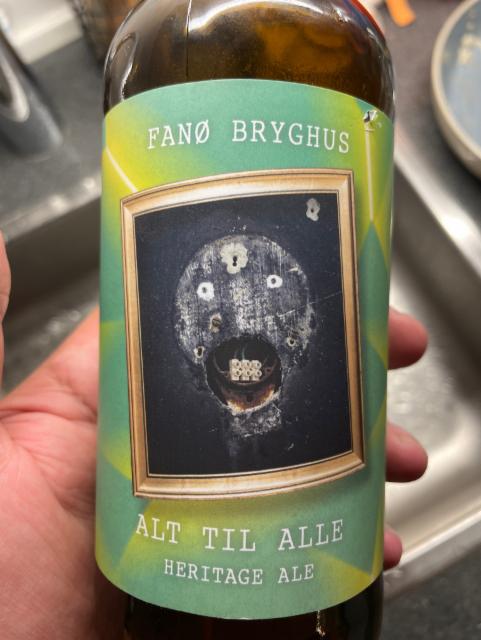 FANØ BRYGHUS
ALT TIL ALLE
HERITAGE ALE